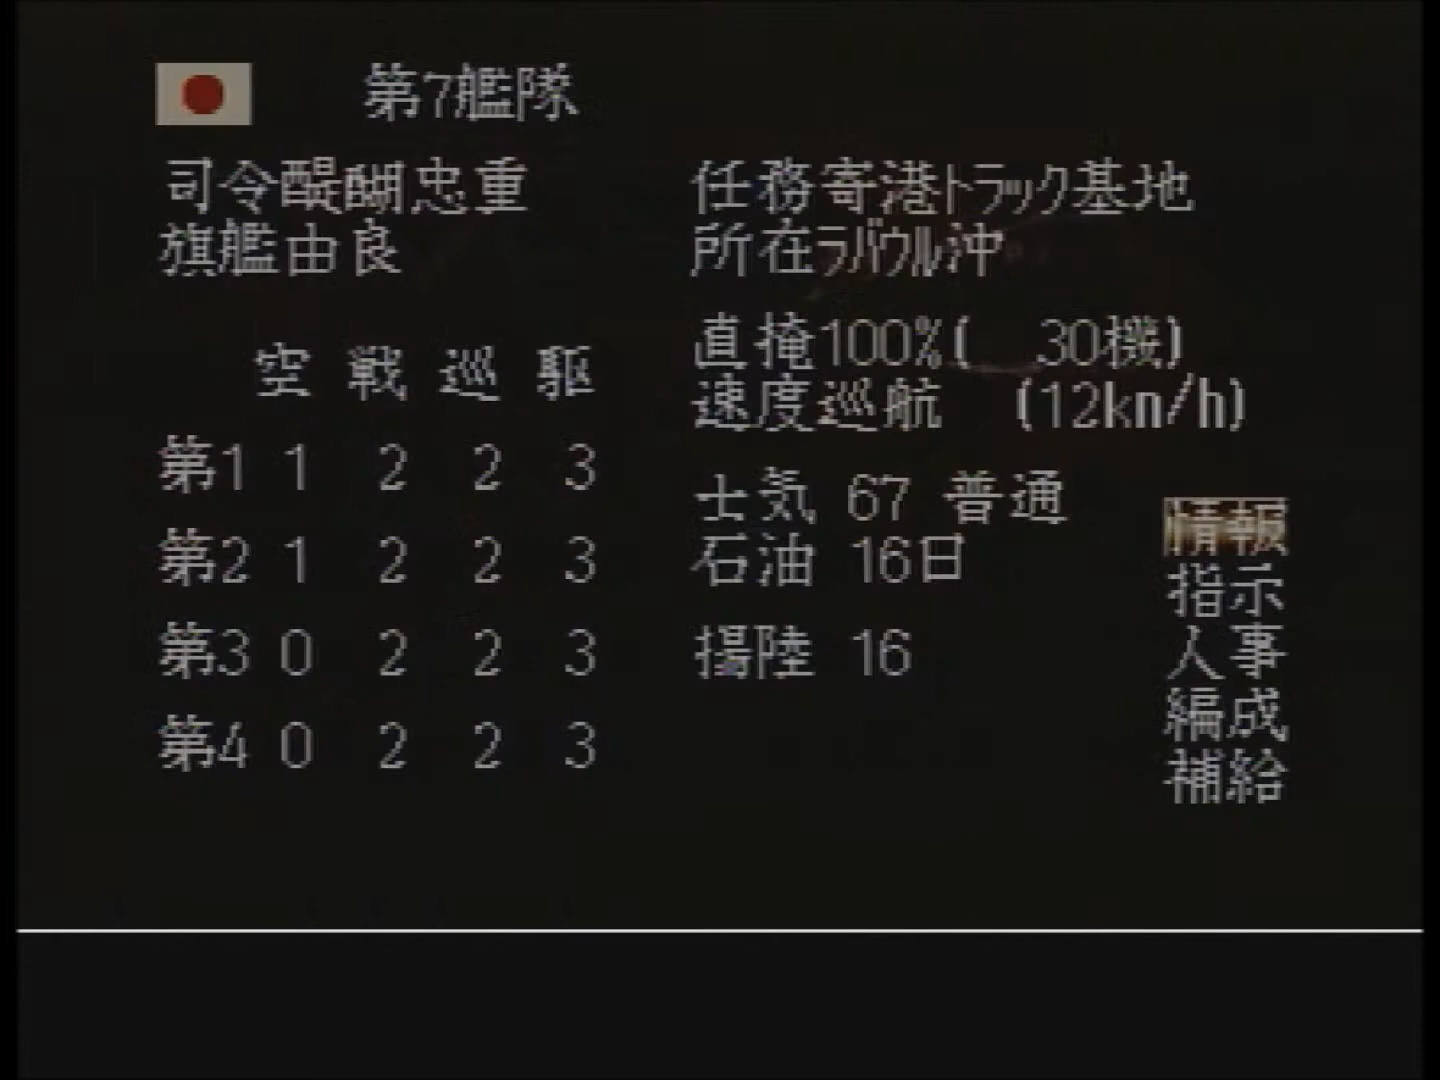 第7艦隊
司令醍醐忠重
旗艦由良
任務寄港ﾄﾗｯｸ基地
所在ﾗﾊﾞｳﾙ沖
直掩100%( 30機)
速度巡航 (12kn/h)
空 戦 巡 駆
第1 1 2 2 3
第2 1 2 2 3
第3 0 2 2 3
第4 0 2 2 3
士気 67 普通
石油 16日
揚陸 16
情報
指示
人事
編成
補給